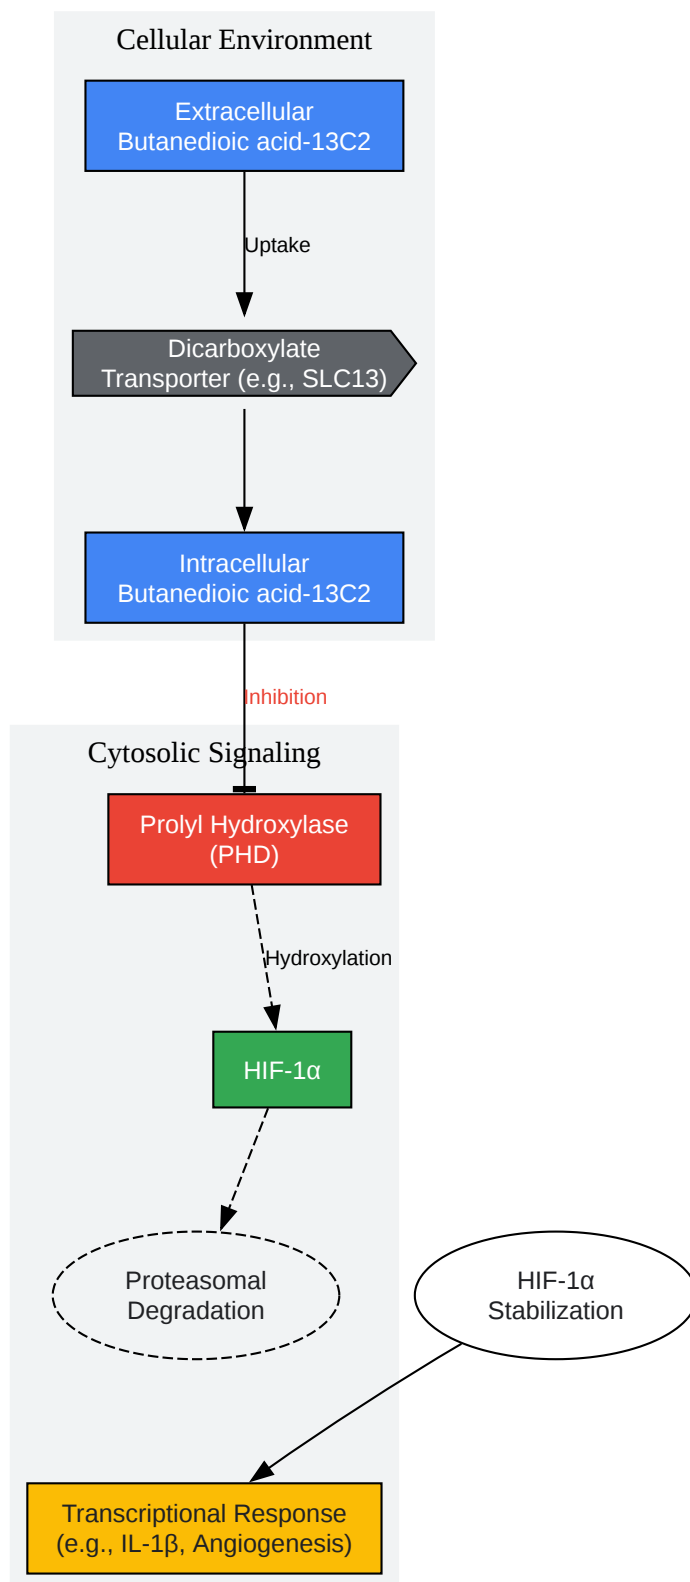 Cellular Environment
Extracellular
Butanedioic acid-13C2
Uptake
Dicarboxylate
Transporter (e.g., SLC13)
Intracellular
Butanedioic acid-13C2
Inhibition
Cytosolic Signaling
Prolyl Hydroxylase
(PHD)
Hydroxylation
HIF-1α
Proteasomal
Degradation
HIF-1α
Stabilization
Transcriptional Response
(e.g., IL-1β, Angiogenesis)